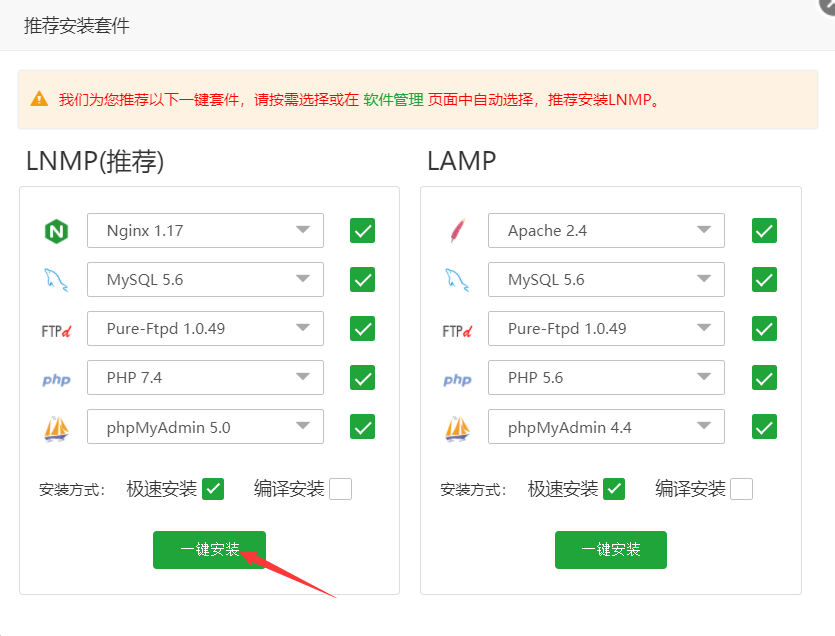 推荐安装套件
我们为您推荐以下一键套件，请按需选择或在 软件管理 页面中自动选择，推荐安装LNMP。
LNMP(推荐)
Nginx 1.17
MySQL 5.6
FTPd Pure-Ftpd 1.0.49
php PHP 7.4
phpMyAdmin 5.0
安装方式： 极速安装 编译安装
一键安装
LAMP
Apache 2.4
MySQL 5.6
FTPd Pure-Ftpd 1.0.49
php PHP 5.6
phpMyAdmin 4.4
安装方式： 极速安装 编译安装
一键安装